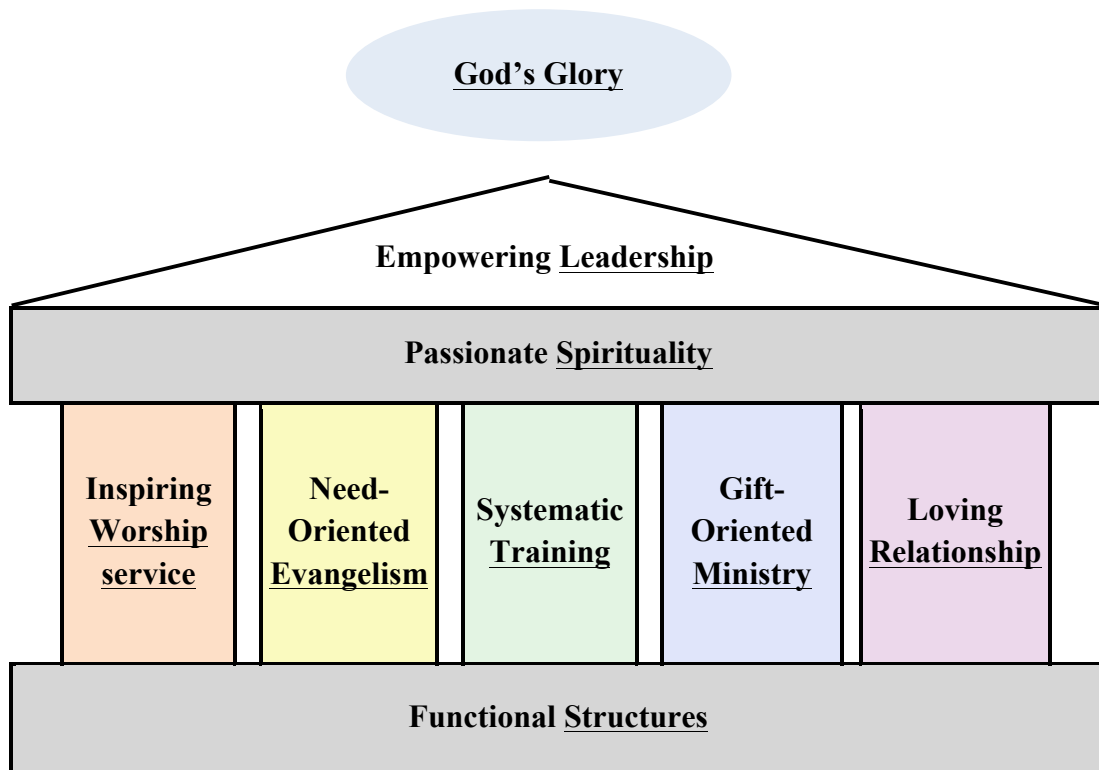 God’s Glory
Empowering Leadership
Passionate Spirituality
Inspiring
Worship
service
Need-
Oriented
Evangelism
Systematic
Training
Gift-
Oriented
Ministry
Loving
Relationship
Functional Structures